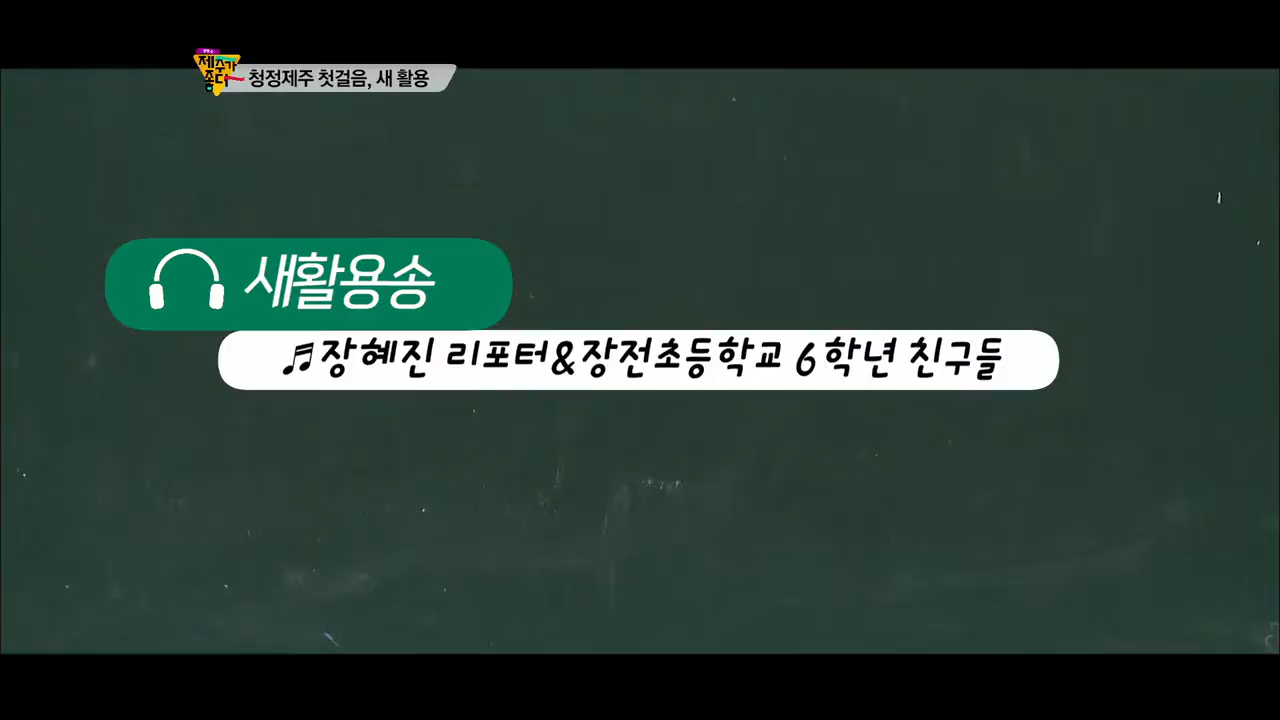 제주가
좋다
청정제주 첫걸음, 새 활용
새활용송
장혜진 리포터&장전초등학교 6학년 친구들